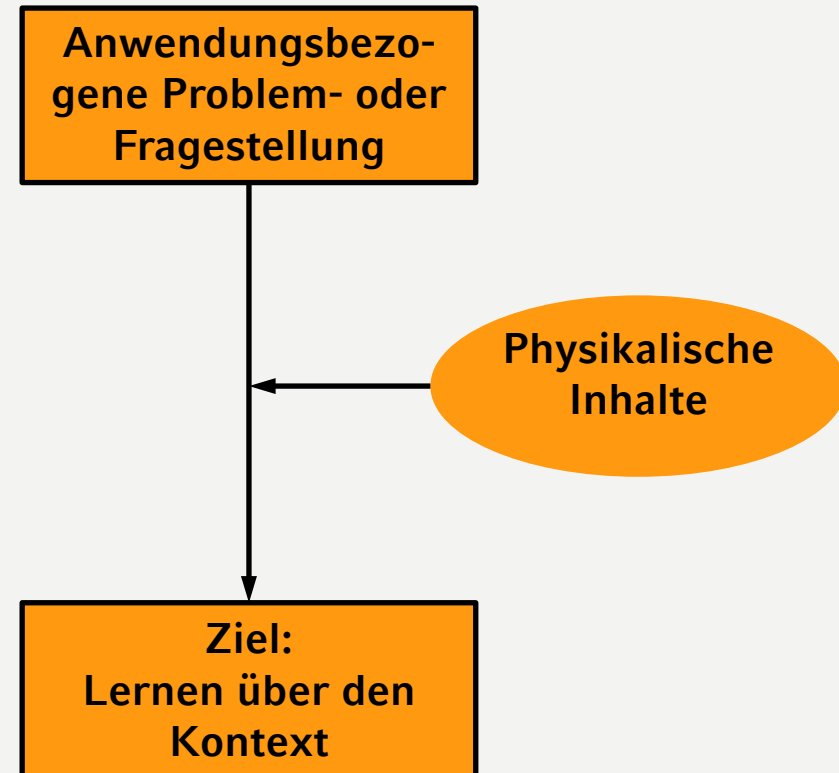 Anwendungsbezo-
gene Problem- oder
Fragestellung
Physikalische
Inhalte
Ziel:
Lernen über den
Kontext